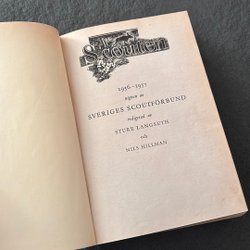 Scouten
1956-1957
utgiven av
SVERIGES SCOUTFÖRBUND
redigerad av
STURE LANGSETH
och
NILS HILLMAN